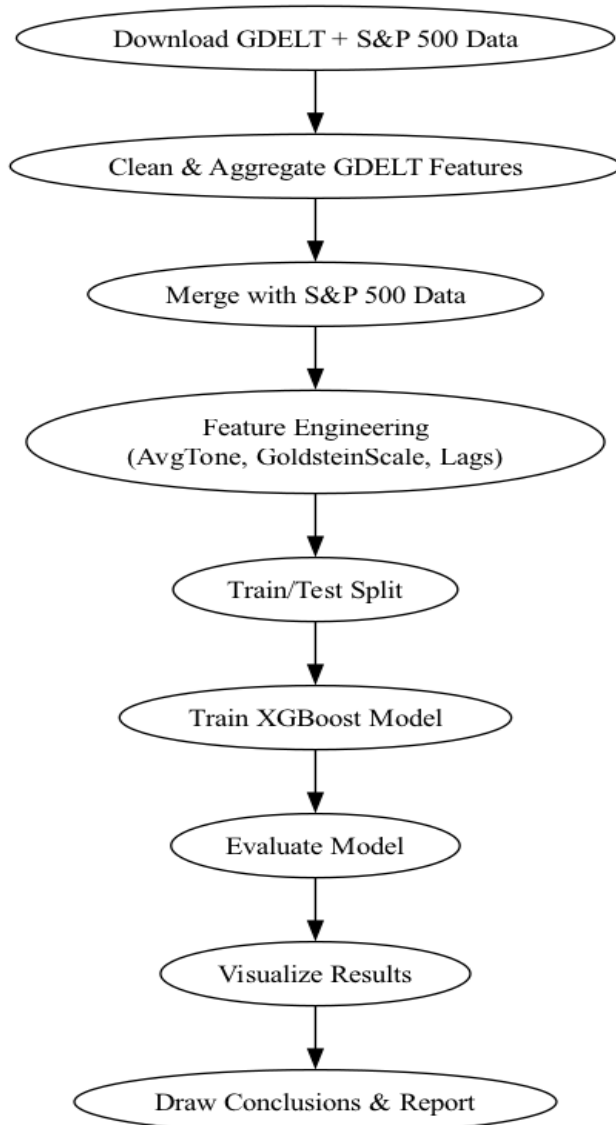 Download GDELT + S&P 500 Data
Clean & Aggregate GDELT Features
Merge with S&P 500 Data
Feature Engineering
(AvgTone, GoldsteinScale, Lags)
Train/Test Split
Train XGBoost Model
Evaluate Model
Visualize Results
Draw Conclusions & Report